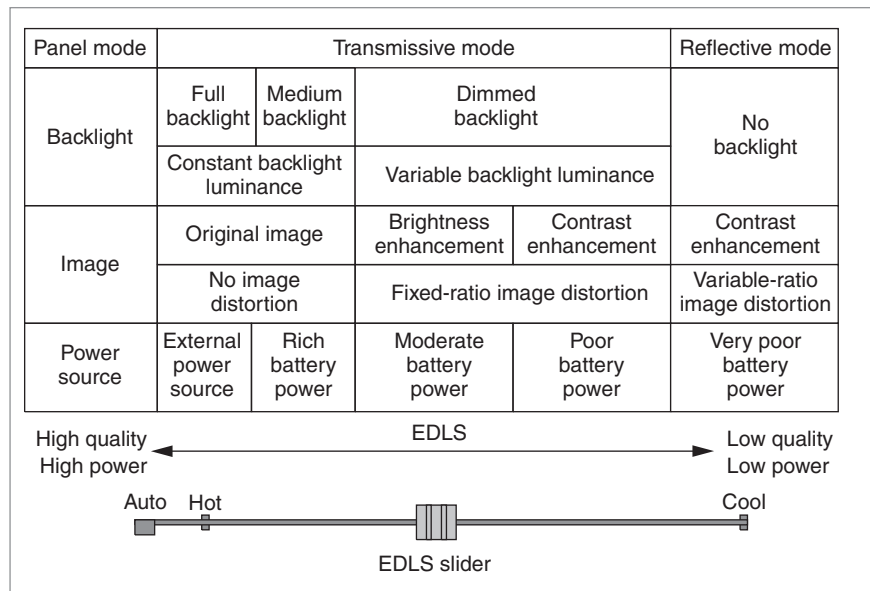 Panel mode
Transmissive mode
Reflective mode
Backlight
Full
backlight
Medium
backlight
Dimmed
backlight
No
backlight
Constant backlight
luminance
Variable backlight luminance
Image
Original image
Brightness
enhancement
Contrast
enhancement
Contrast
enhancement
No image
distortion
Fixed-ratio image distortion
Variable-ratio
image distortion
Power
source
External
power
source
Rich
battery
power
Moderate
battery
power
Poor
battery
power
Very poor
battery
power
High quality
High power
EDLS
Low quality
Low power
Auto
Hot
Cool
EDLS slider